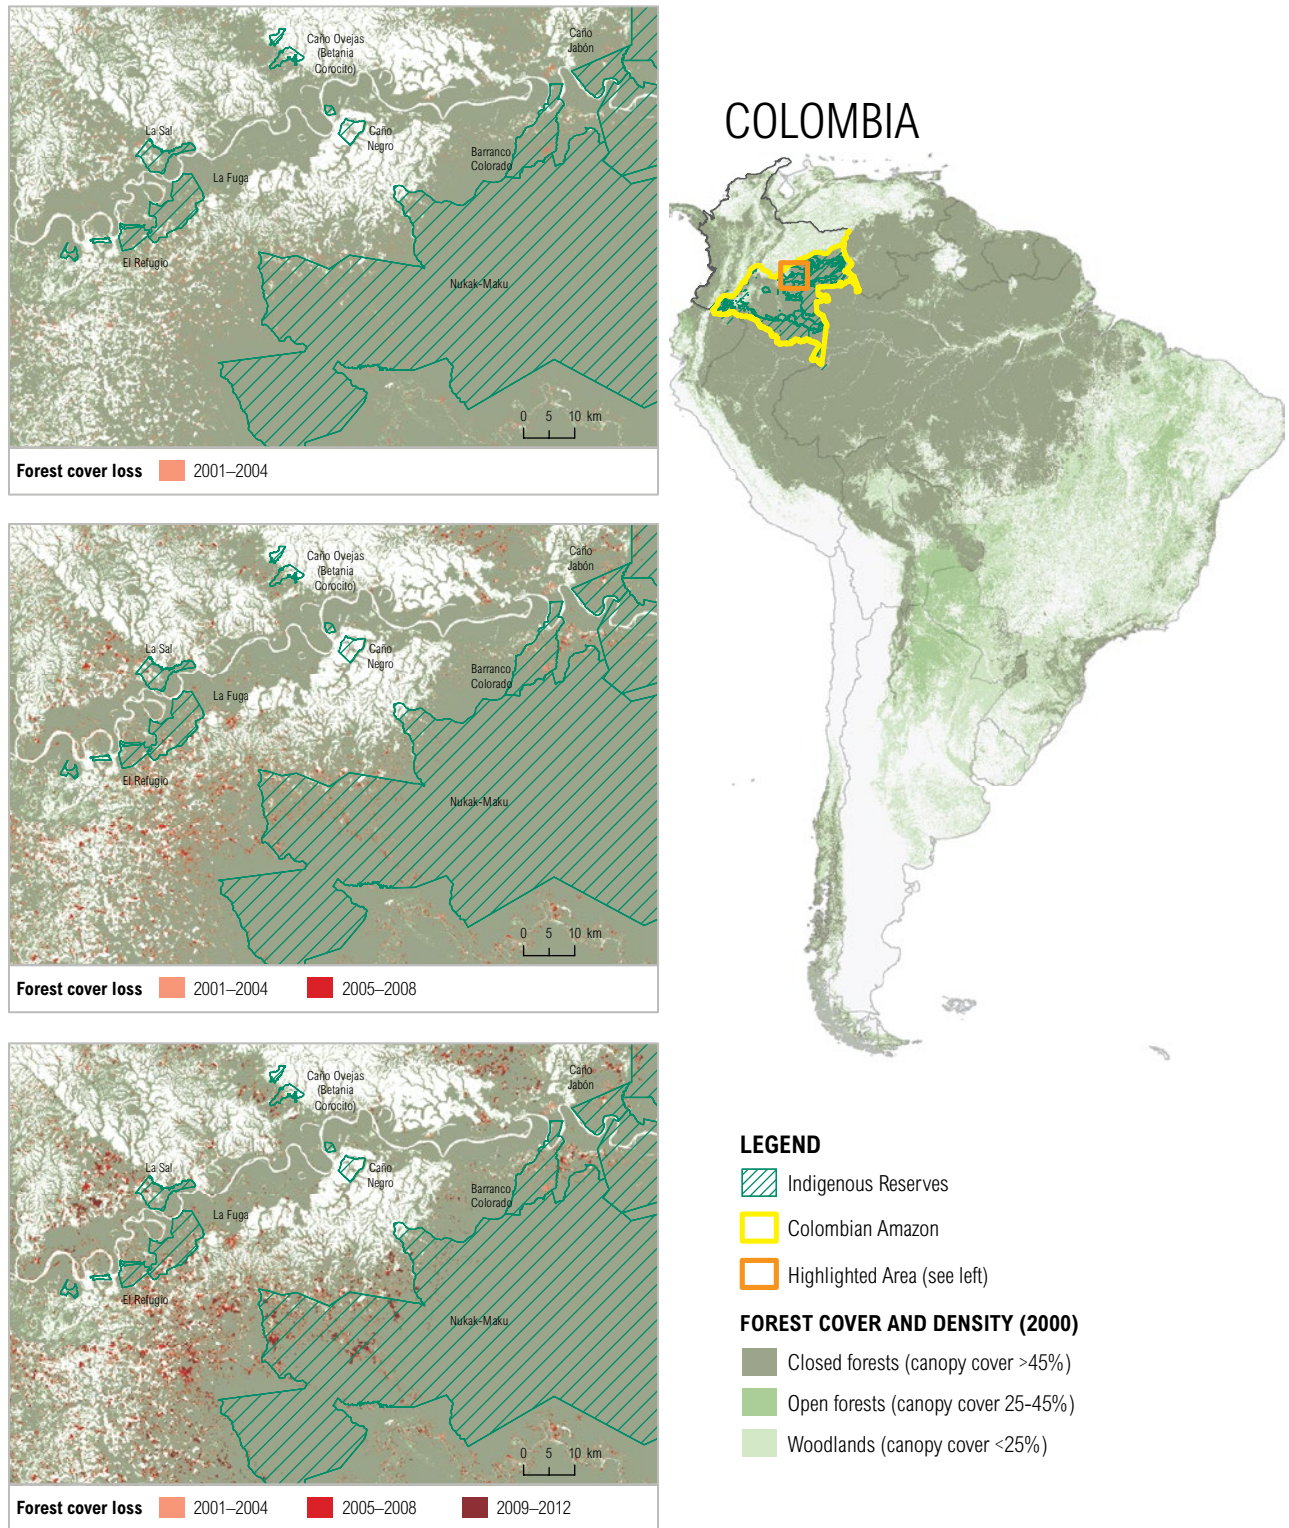 Caño Ovejas
(Betania
Corocito)
Caño
Jabón
La Sal
Caño
Negro
Barranco
Colorado
La Fuga
El Refugio
Nukak-Maku
0 5 10 km
Forest cover loss 2001–2004
Caño Ovejas
(Betania
Corocito)
Caño
Jabón
La Sal
Caño
Negro
Barranco
Colorado
La Fuga
El Refugio
Nukak-Maku
0 5 10 km
Forest cover loss 2001–2004 2005–2008
Caño Ovejas
(Betania
Corocito)
Caño
Jabón
La Sal
Caño
Negro
Barranco
Colorado
La Fuga
El Refugio
Nukak-Maku
0 5 10 km
Forest cover loss 2001–2004 2005–2008 2009–2012
COLOMBIA
LEGEND
Indigenous Reserves
Colombian Amazon
Highlighted Area (see left)
FOREST COVER AND DENSITY (2000)
Closed forests (canopy cover >45%)
Open forests (canopy cover 25-45%)
Woodlands (canopy cover <25%)